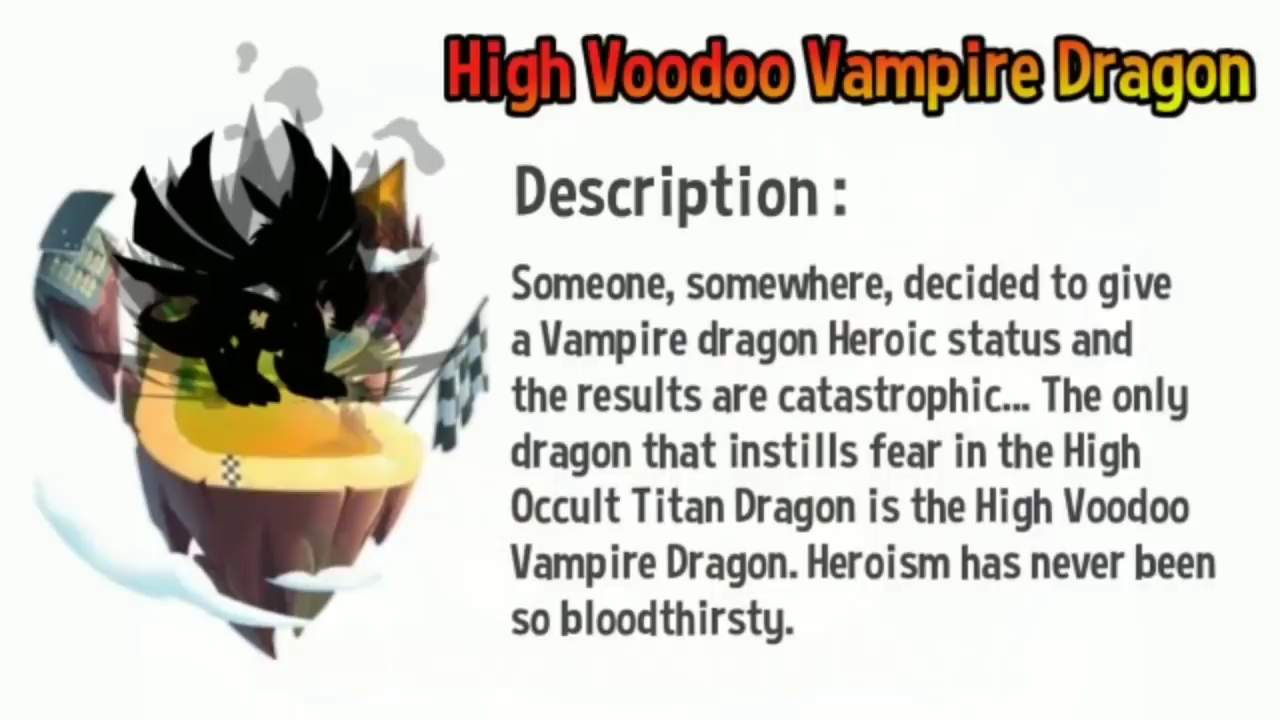 High Voodoo Vampire Dragon
Description :
Someone, somewhere, decided to give
a Vampire dragon Heroic status and
the results are catastrophic... The only
dragon that instills fear in the High
Occult Titan Dragon is the High Voodoo
Vampire Dragon. Heroism has never been
so bloodthirsty.